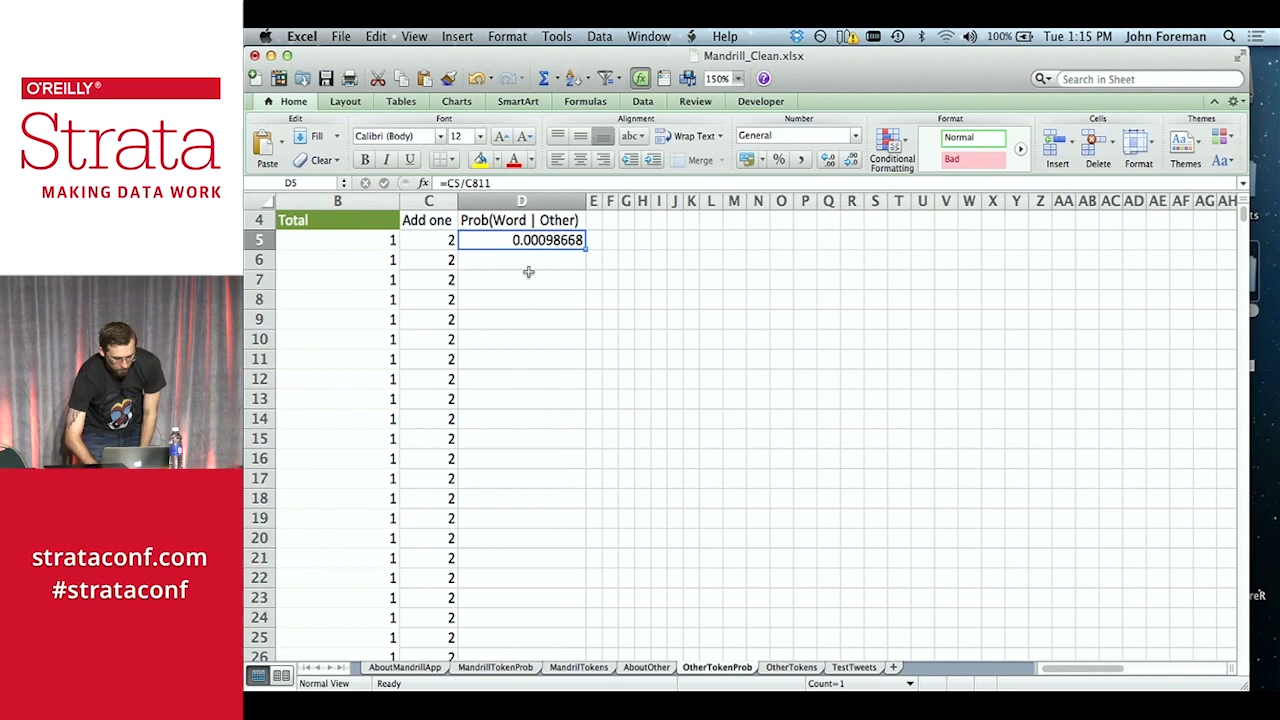 O'REILLY®
Strata
MAKING DATA WORK
strataconf.com
#strataconf
Excel File Edit View Insert Format Tools Data Window Help 100% Tue 1:15 PM John Foreman
Mandrill_Clean.xlsx
150% Search in Sheet
Home Layout Tables Charts SmartArt Formulas Data Review Developer
Edit Font Alignment Number Format Cells Themes
Paste Fill Clear Calibri (Body) 12 A A abc Wrap Text General Conditional Formatting Normal Insert Delete Format Themes Aa
B I U A Merge % , Bad
D5 fx =C5/C811
B C D E F G H I J K L M N O P Q R S T U V W X Y Z AA AB AC AD AE AF AG AH
4 Total Add one Prob(Word | Other)
5 1 2 0.00098668
6 1 2
7 1 2
8 1 2
9 1 2
10 1 2
11 1 2
12 1 2
13 1 2
14 1 2
15 1 2
16 1 2
17 1 2
18 1 2
19 1 2
20 1 2
21 1 2
22 1 2
23 1 2
24 1 2
25 1 2
26 1 2
AboutMandrillApp MandrillTokenProb MandrillTokens AboutOther OtherTokenProb OtherTokens TestTweets +
Normal View Ready Count=1